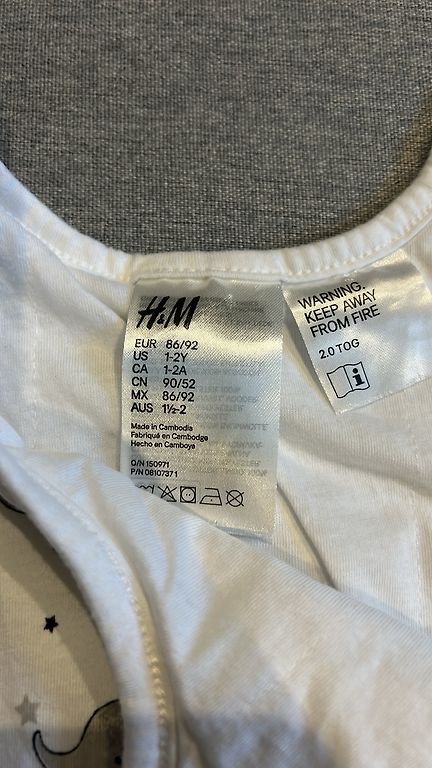 H&M
EUR 86/92
US 1-2Y
CA 1-2A
CN 90/52
MX 86/92
AUS 1½-2
Made in Cambodia
Fabriqué en Cambodge
Hecho en Camboya
O/N 150971
P/N 08107371
WARNING.
KEEP AWAY
FROM FIRE
2.0 TOG